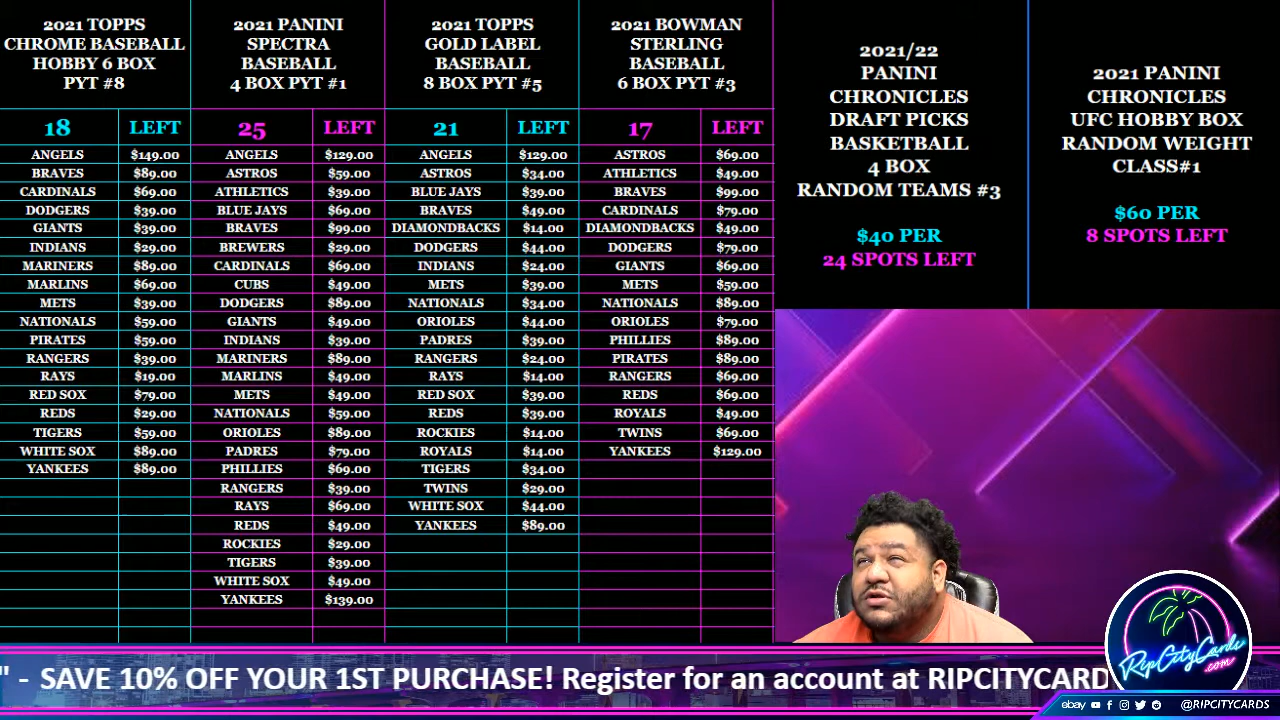 2021 TOPPS
CHROME BASEBALL
HOBBY 6 BOX
PYT #8
18 LEFT
ANGELS $149.00
BRAVES $89.00
CARDINALS $69.00
DODGERS $39.00
GIANTS $39.00
INDIANS $29.00
MARINERS $89.00
MARLINS $69.00
METS $39.00
NATIONALS $59.00
PIRATES $59.00
RANGERS $39.00
RAYS $19.00
RED SOX $79.00
REDS $29.00
TIGERS $59.00
WHITE SOX $89.00
YANKEES $89.00
2021 PANINI
SPECTRA
BASEBALL
4 BOX PYT #1
25 LEFT
ANGELS $129.00
ASTROS $59.00
ATHLETICS $39.00
BLUE JAYS $69.00
BRAVES $99.00
BREWERS $29.00
CARDINALS $69.00
CUBS $49.00
DODGERS $89.00
GIANTS $49.00
INDIANS $39.00
MARINERS $89.00
MARLINS $49.00
METS $49.00
NATIONALS $59.00
ORIOLES $89.00
PADRES $79.00
PHILLIES $69.00
RANGERS $39.00
RAYS $69.00
REDS $49.00
ROCKIES $29.00
TIGERS $39.00
WHITE SOX $49.00
YANKEES $139.00
2021 TOPPS
GOLD LABEL
BASEBALL
8 BOX PYT #5
21 LEFT
ANGELS $129.00
ASTROS $34.00
BLUE JAYS $39.00
BRAVES $49.00
DIAMONDBACKS $14.00
DODGERS $44.00
INDIANS $24.00
METS $39.00
NATIONALS $34.00
ORIOLES $44.00
PADRES $39.00
RANGERS $24.00
RAYS $14.00
RED SOX $39.00
REDS $39.00
ROCKIES $14.00
ROYALS $14.00
TIGERS $34.00
TWINS $29.00
WHITE SOX $44.00
YANKEES $89.00
2021 BOWMAN
STERLING
BASEBALL
6 BOX PYT #3
17 LEFT
ASTROS $69.00
ATHLETICS $49.00
BRAVES $99.00
CARDINALS $79.00
DIAMONDBACKS $49.00
DODGERS $79.00
GIANTS $69.00
METS $59.00
NATIONALS $89.00
ORIOLES $79.00
PHILLIES $89.00
PIRATES $89.00
RANGERS $69.00
REDS $69.00
ROYALS $49.00
TWINS $69.00
YANKEES $129.00
2021/22
PANINI
CHRONICLES
DRAFT PICKS
BASKETBALL
4 BOX
RANDOM TEAMS #3
$40 PER
24 SPOTS LEFT
2021 PANINI
CHRONICLES
UFC HOBBY BOX
RANDOM WEIGHT
CLASS#1
$60 PER
8 SPOTS LEFT
" - SAVE 10% OFF YOUR 1ST PURCHASE! Register for an account at RIPCITYCARD
RipCityCards
.com
ebay @RIPCITYCARDS